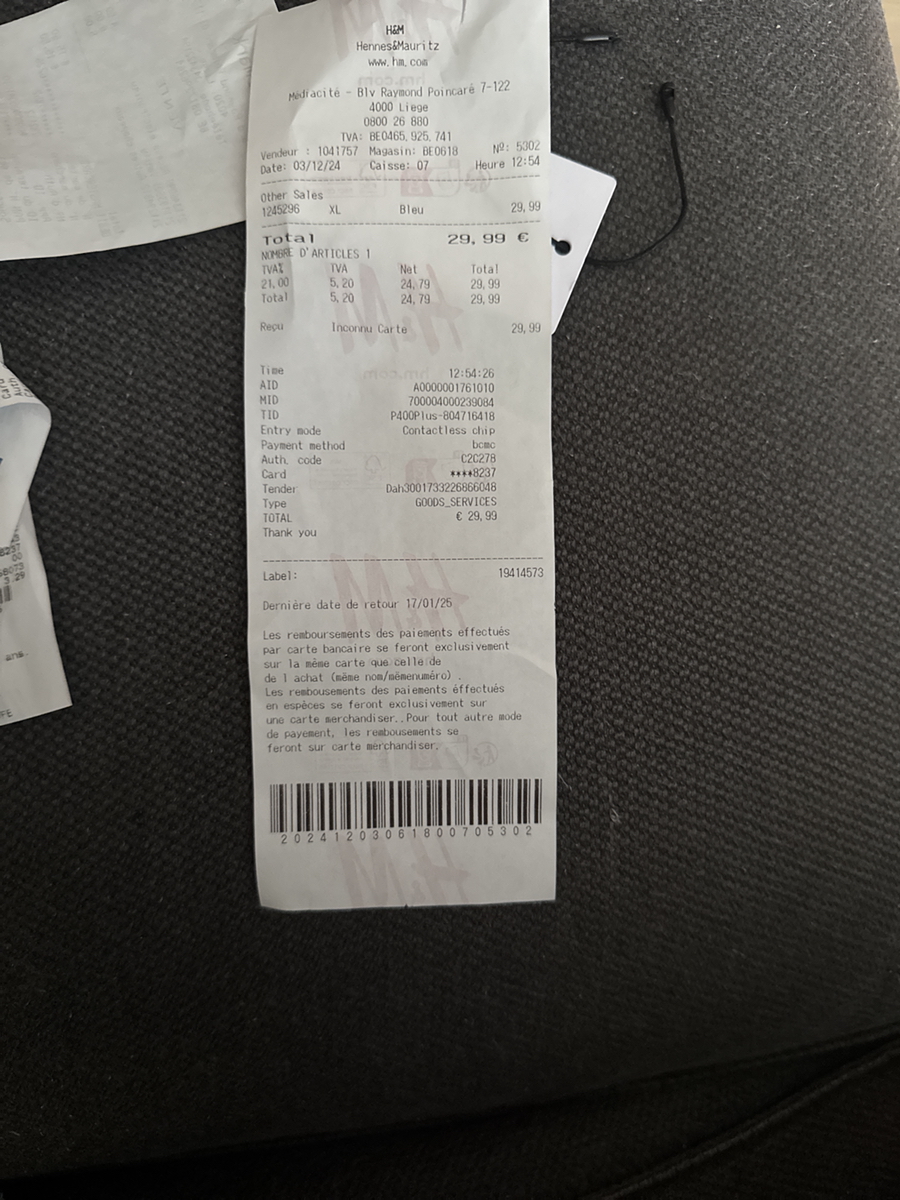 H&M
Hennes&Mauritz
www.hm.com
Médiacité - Blv Raymond Poincaré 7-122
4000 Liege
0800 26 880
TVA: BE0465.925.741
Vendeur : 1041757 Magasin: BE0618 Nº: 5302
Date: 03/12/24 Caisse: 07 Heure 12:54
Other Sales
1245296 XL Bleu 29,99
Total 29,99 €
NOMBRE D'ARTICLES 1
TVA% TVA Net Total
21,00 5,20 24,79 29,99
Total 5,20 24,79 29,99
Reçu Inconnu Carte 29,99
Time 12:54:26
AID A0000001761010
MID 700004000239084
TID P400Plus-804716418
Entry mode Contactless chip
Payment method bcmc
Auth. code C2C278
Card ****8237
Tender Dah3001733226866048
Type GOODS_SERVICES
TOTAL € 29,99
Thank you
Label: 19414573
Dernière date de retour 17/01/25
Les remboursements des paiements effectués
par carte bancaire se feront exclusivement
sur la même carte que celle de
de l achat (même nom/mêmenuméro) .
Les rembousements des paiements éffectués
en espèces se feront exclusivement sur
une carte merchandiser..Pour tout autre mode
de payement, les rembousements se
feront sur carte merchandiser.
20241203061800705302